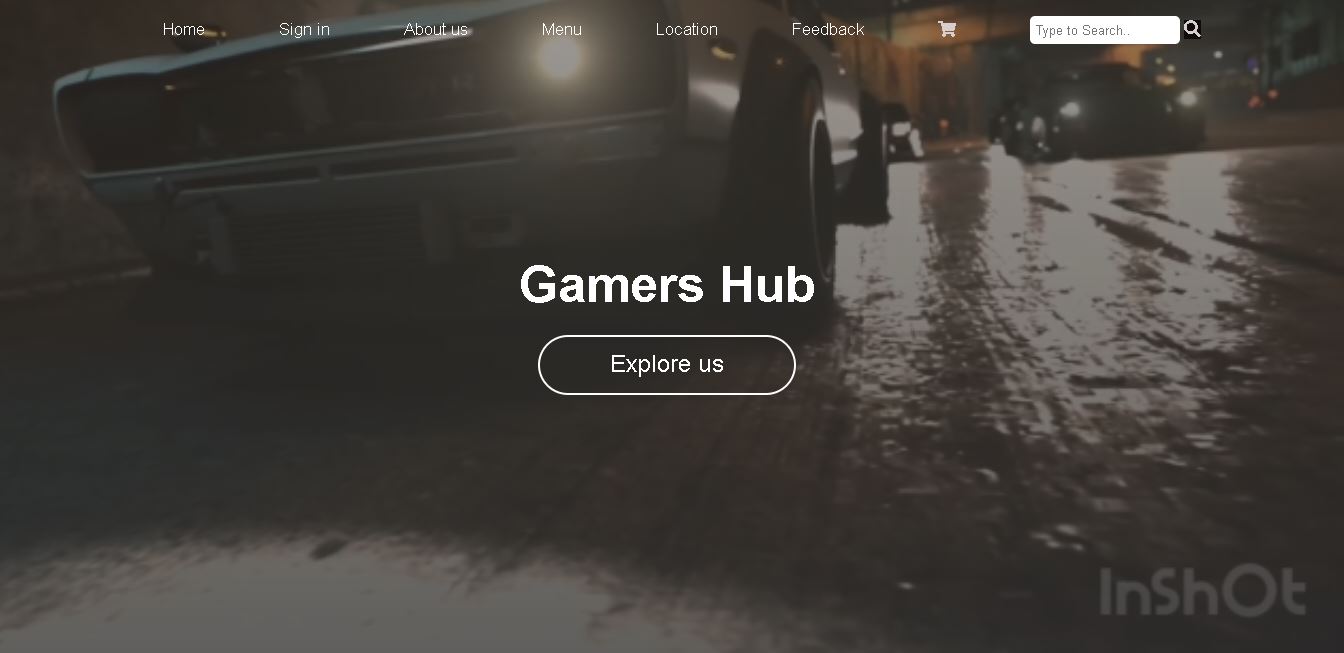 Home Sign in About us Menu Location Feedback Type to Search..
Gamers Hub
Explore us
InShOt